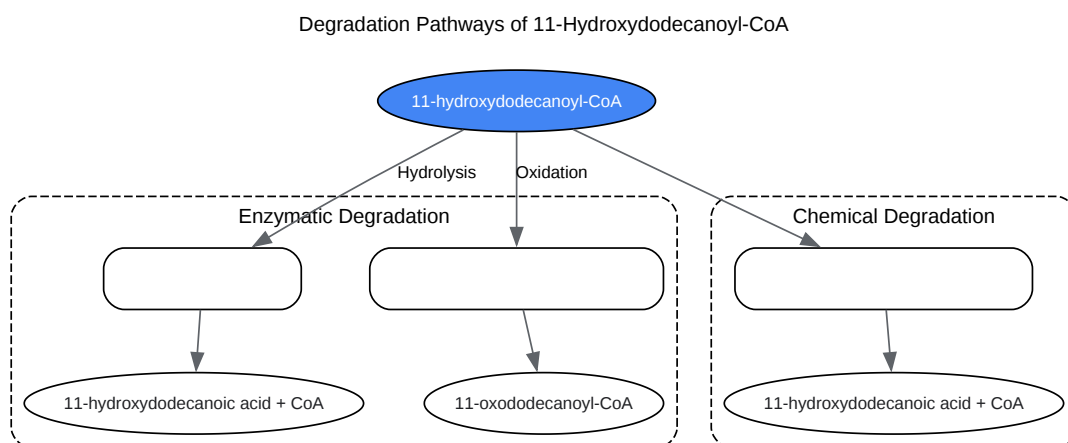 Degradation Pathways of 11-Hydroxydodecanoyl-CoA
11-hydroxydodecanoyl-CoA
Hydrolysis
Oxidation
Enzymatic Degradation
Chemical Degradation
11-hydroxydodecanoic acid + CoA
11-oxododecanoyl-CoA
11-hydroxydodecanoic acid + CoA